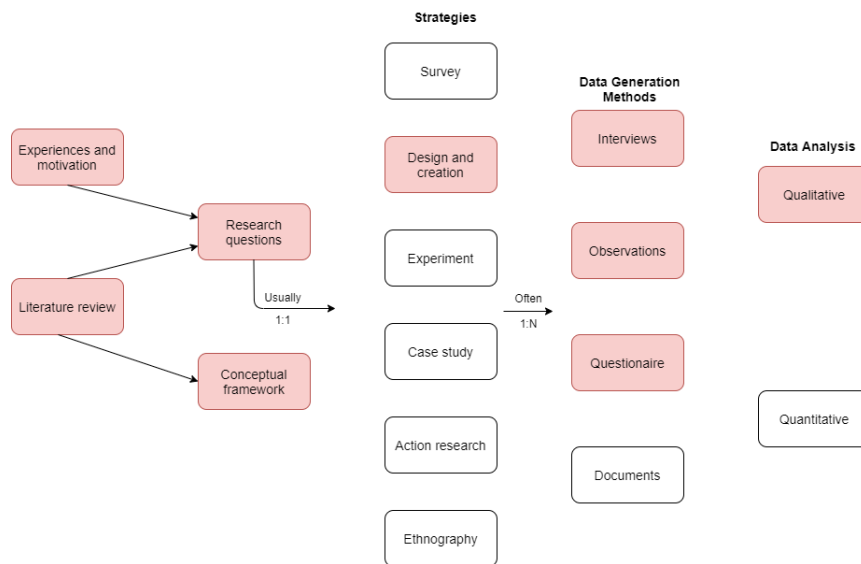 Strategies
Survey
Data Generation
Methods
Experiences and
motivation
Design and
creation
Interviews
Data Analysis
Qualitative
Research
questions
Experiment
Observations
Literature review
Usually
1:1
Often
1:N
Case study
Questionaire
Conceptual
framework
Quantitative
Action research
Documents
Ethnography